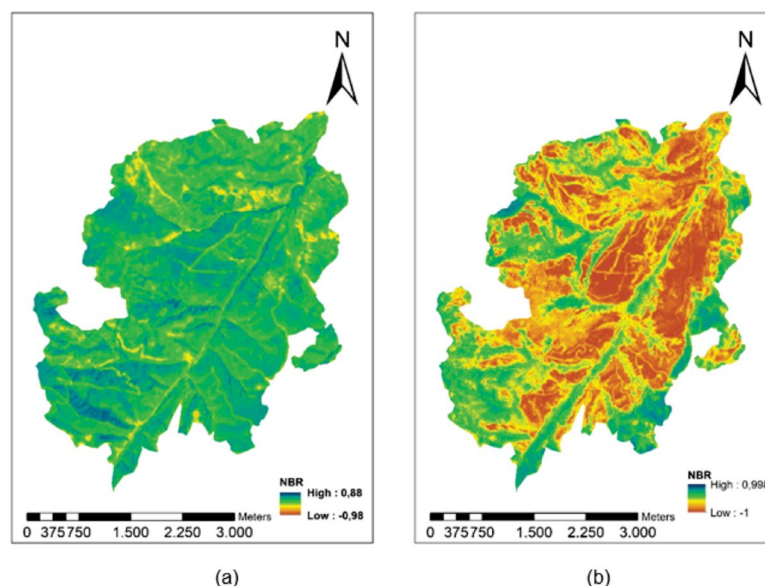 N
NBR
High : 0,88
Low : -0,98
Meters
0 375750 1.500 2.250 3.000
(a)
N
NBR
High : 0,998
Low : -1
Meters
0 375750 1.500 2.250 3.000
(b)